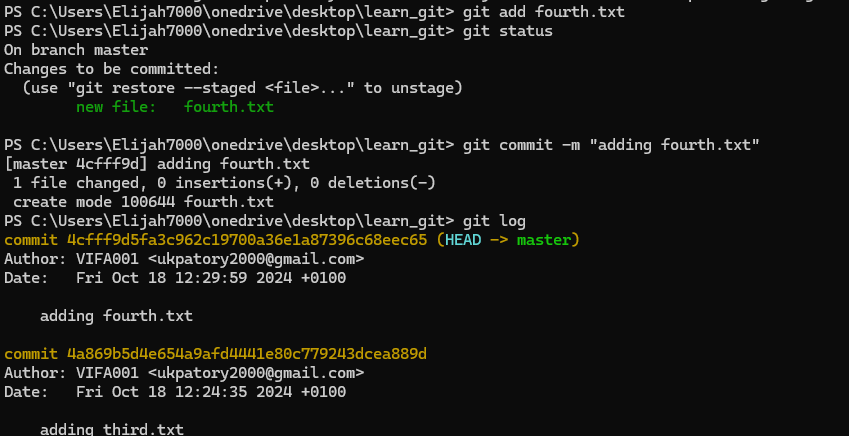 PS C:\Users\Elijah7000\onedrive\desktop\learn_git> git add fourth.txt
PS C:\Users\Elijah7000\onedrive\desktop\learn_git> git status
On branch master
Changes to be committed:
  (use "git restore --staged <file>..." to unstage)
        new file:   fourth.txt

PS C:\Users\Elijah7000\onedrive\desktop\learn_git> git commit -m "adding fourth.txt"
[master 4cfff9d] adding fourth.txt
 1 file changed, 0 insertions(+), 0 deletions(-)
 create mode 100644 fourth.txt
PS C:\Users\Elijah7000\onedrive\desktop\learn_git> git log
commit 4cfff9d5fa3c962c19700a36e1a87396c68eec65 (HEAD -> master)
Author: VIFA001 <ukpatory2000@gmail.com>
Date:   Fri Oct 18 12:29:59 2024 +0100

    adding fourth.txt

commit 4a869b5d4e654a9afd4441e80c779243dcea889d
Author: VIFA001 <ukpatory2000@gmail.com>
Date:   Fri Oct 18 12:24:35 2024 +0100

    adding third.txt